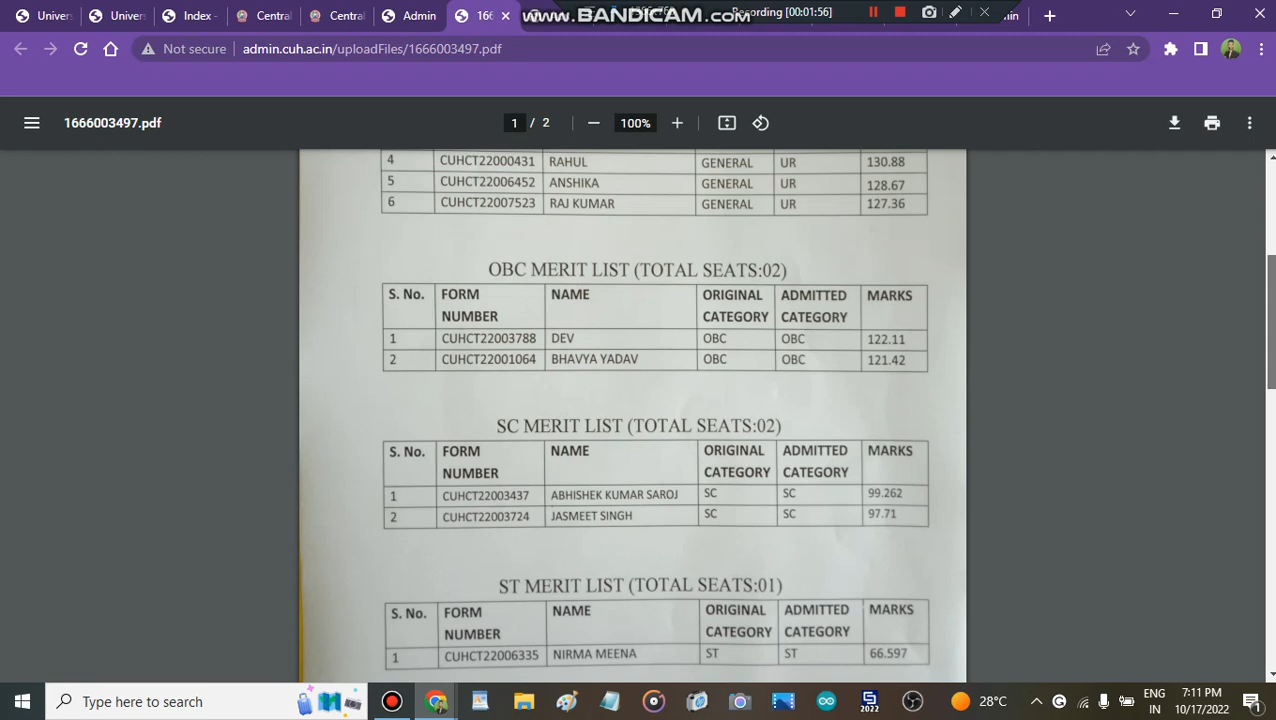 Univers Univers Index - Central Central Admin 166 in
www.BANDICAM.com Recording [00:01:56]
Not secure admin.cuh.ac.in/uploadFiles/1666003497.pdf
1666003497.pdf 1 / 2 100%
4 CUHCT22000431 RAHUL GENERAL UR 130.88
5 CUHCT22006452 ANSHIKA GENERAL UR 128.67
6 CUHCT22007523 RAJ KUMAR GENERAL UR 127.36
OBC MERIT LIST (TOTAL SEATS:02)
S. No. FORM NAME ORIGINAL ADMITTED MARKS
NUMBER CATEGORY CATEGORY
1 CUHCT22003788 DEV OBC OBC 122.11
2 CUHCT22001064 BHAVYA YADAV OBC OBC 121.42
SC MERIT LIST (TOTAL SEATS:02)
S. No. FORM NAME ORIGINAL ADMITTED MARKS
NUMBER CATEGORY CATEGORY
1 CUHCT22003437 ABHISHEK KUMAR SAROJ SC SC 99.262
2 CUHCT22003724 JASMEET SINGH SC SC 97.71
ST MERIT LIST (TOTAL SEATS:01)
S. No. FORM NAME ORIGINAL ADMITTED MARKS
NUMBER CATEGORY CATEGORY
1 CUHCT22006335 NIRMA MEENA ST ST 66.597
Type here to search 2022 28°C ENG 7:11 PM
IN 10/17/2022 1